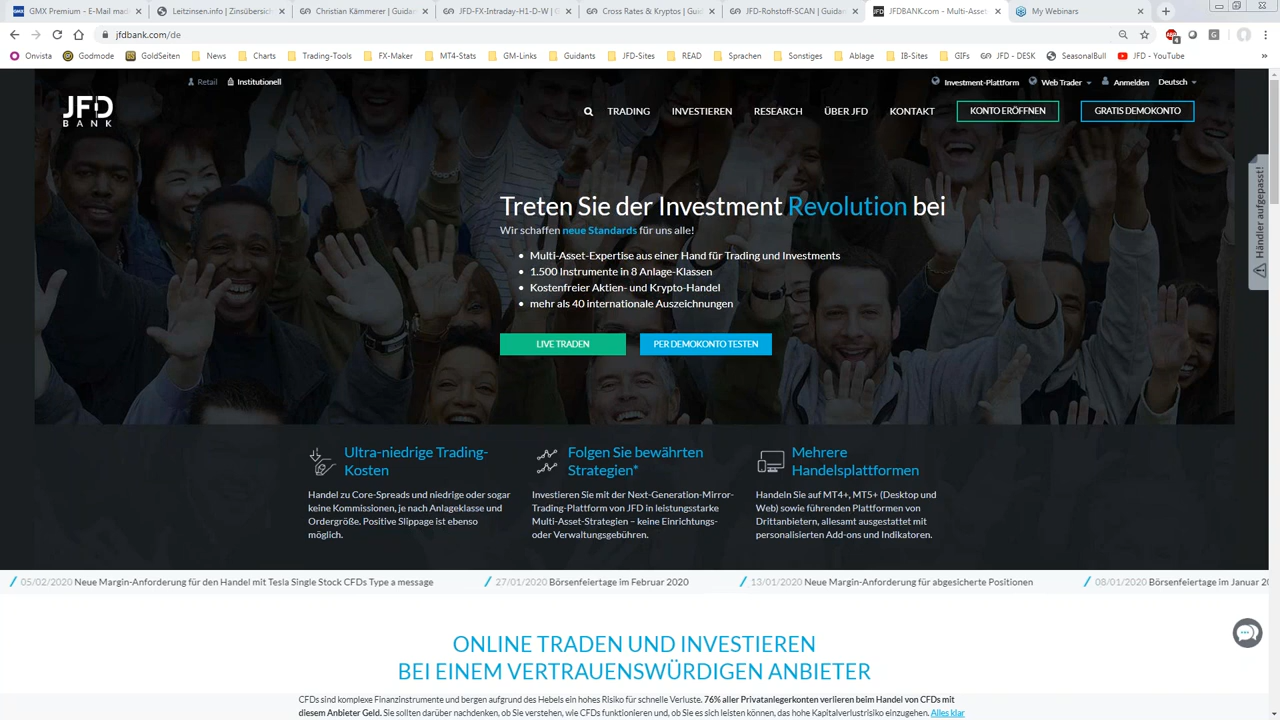 GMX Premium - E-Mail mad
Leitzinsen.info | Zinsübersich
Christian Kämmerer | Guidan
JFD-FX-Intraday-H1-D-W | G
Cross Rates & Kryptos | Guid
JFD-Rohstoff-SCAN | Guidan
JFDBANK.com - Multi-Asset
My Webinars
jfdbank.com/de
Onvista
Godmode
GoldSeiten
News
Charts
Trading-Tools
FX-Maker
MT4-Stats
GM-Links
Guidants
JFD-Sites
READ
Sprachen
Sonstiges
Ablage
IB-Sites
GIFs
JFD - DESK
SeasonalBull
JFD - YouTube
Retail
Institutionell
Investment-Plattform
Web Trader
Anmelden
Deutsch
JFD
BANK
TRADING
INVESTIEREN
RESEARCH
ÜBER JFD
KONTAKT
KONTO ERÖFFNEN
GRATIS DEMOKONTO
Händler aufgepasst!
Treten Sie der Investment Revolution bei
Wir schaffen neue Standards für uns alle!
• Multi-Asset-Expertise aus einer Hand für Trading und Investments
• 1.500 Instrumente in 8 Anlage-Klassen
• Kostenfreier Aktien- und Krypto-Handel
• mehr als 40 internationale Auszeichnungen
LIVE TRADEN
PER DEMOKONTO TESTEN
Ultra-niedrige Trading-
Kosten
Handel zu Core-Spreads und niedrige oder sogar
keine Kommissionen, je nach Anlageklasse und
Ordergröße. Positive Slippage ist ebenso
möglich.
Folgen Sie bewährten
Strategien*
Investieren Sie mit der Next-Generation-Mirror-
Trading-Plattform von JFD in leistungsstarke
Multi-Asset-Strategien – keine Einrichtungs-
oder Verwaltungsgebühren.
Mehrere
Handelsplattformen
Handeln Sie auf MT4+, MT5+ (Desktop und
Web) sowie führenden Plattformen von
Drittanbietern, allesamt ausgestattet mit
personalisierten Add-ons und Indikatoren.
05/02/2020 Neue Margin-Anforderung für den Handel mit Tesla Single Stock CFDs Type a message
27/01/2020 Börsenfeiertage im Februar 2020
13/01/2020 Neue Margin-Anforderung für abgesicherte Positionen
08/01/2020 Börsenfeiertage im Januar 20
ONLINE TRADEN UND INVESTIEREN
BEI EINEM VERTRAUENSWÜRDIGEN ANBIETER
CFDs sind komplexe Finanzinstrumente und bergen aufgrund des Hebels ein hohes Risiko für schnelle Verluste. 76% aller Privatanlegerkonten verlieren beim Handel von CFDs mit
diesem Anbieter Geld. Sie sollten darüber nachdenken, ob Sie verstehen, wie CFDs funktionieren und, ob Sie es sich leisten können, das hohe Kapitalverlustrisiko einzugehen. Alles klar